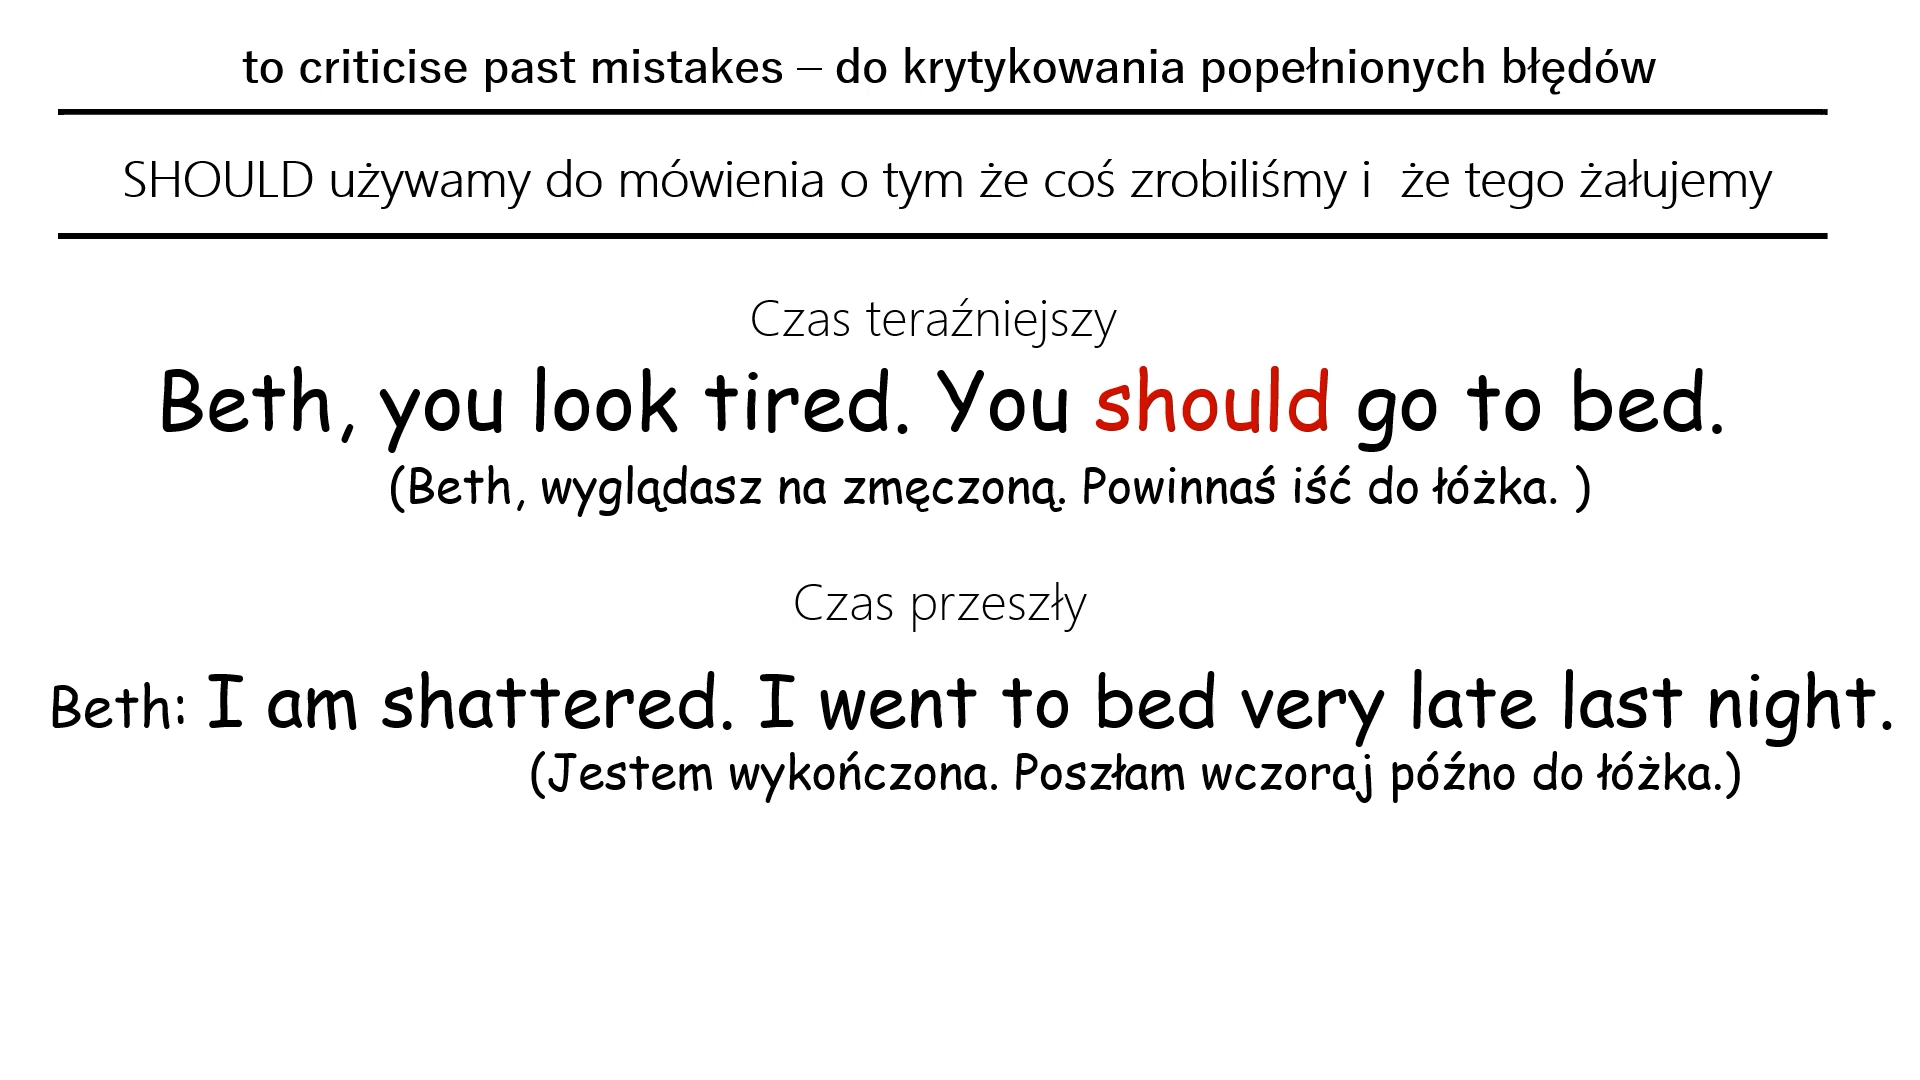 to criticise past mistakes – do krytykowania popełnionych błędów
SHOULD używamy do mówienia o tym że coś zrobiliśmy i  że tego żałujemy
Czas teraźniejszy
Beth, you look tired. You should go to bed.
(Beth, wyglądasz na zmęczoną. Powinnaś iść do łóżka. )
Czas przeszły
Beth: I am shattered. I went to bed very late last night.
(Jestem wykończona. Poszłam wczoraj późno do łóżka.)